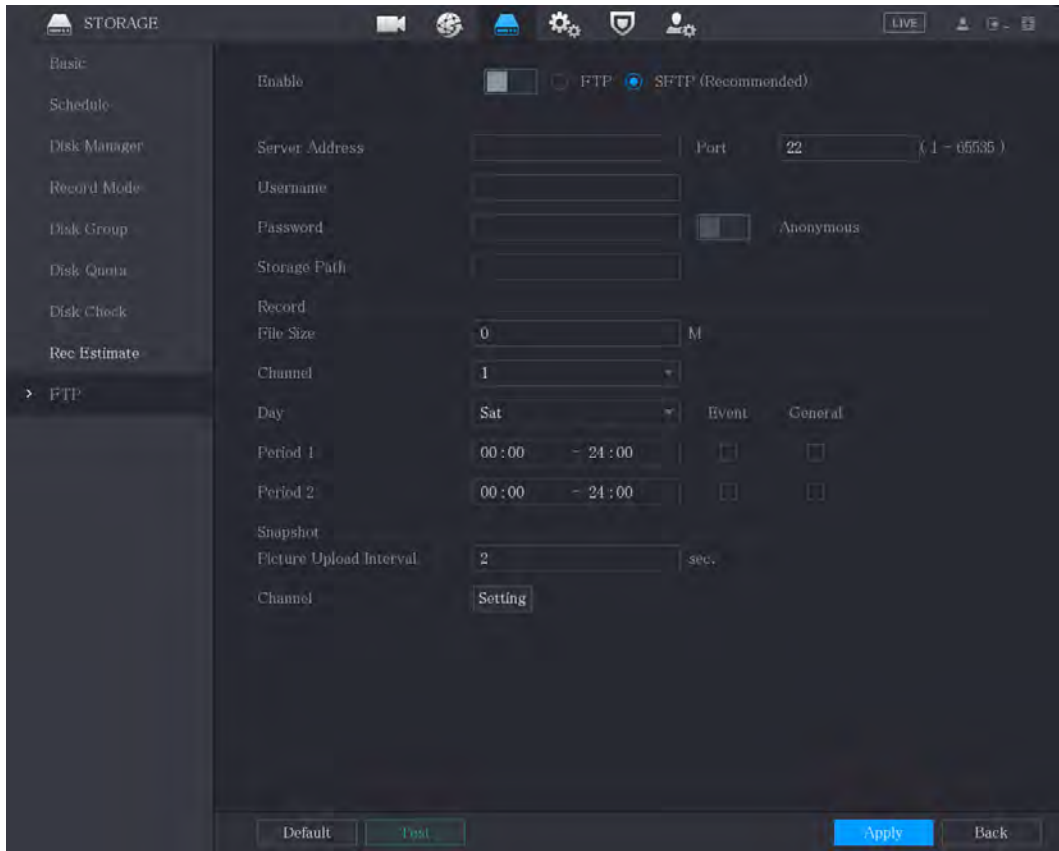 STORAGE LIVE
Basic
Schedule
Disk Manager
Record Mode
Disk Group
Disk Quota
Disk Check
Rec Estimate
> FTP
Enable FTP SFTP (Recommended)
Server Address Port 22 ( 1 - 65535 )
Username
Password Anonymous
Storage Path
Record
File Size 0 M
Channel 1
Day Sat Event General
Period 1 00:00 - 24:00
Period 2 00:00 - 24:00
Snapshot
Picture Upload Interval 2 sec.
Channel Setting
Default Test Apply Back